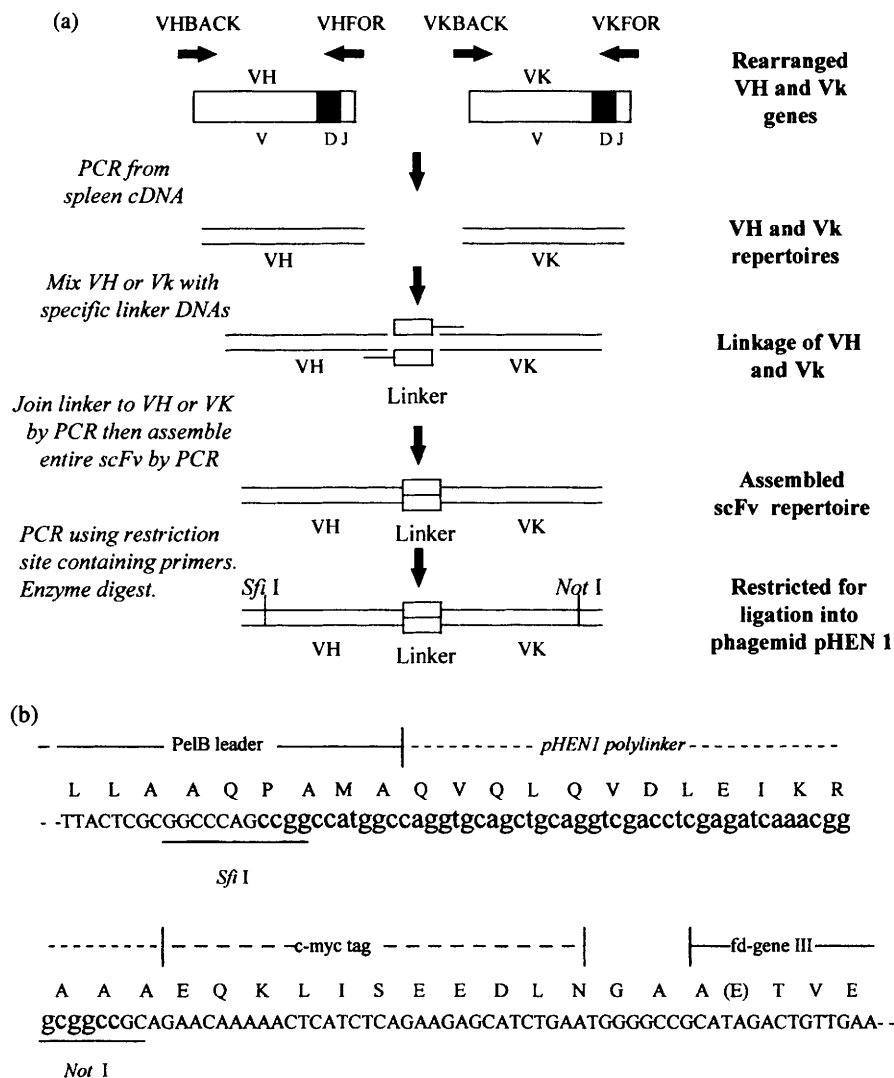 (a)
VHBACK VHFOR VKBACK VKFOR
VH VK
V D J V D J
Rearranged
VH and Vk
genes
PCR from
spleen cDNA
VH VK
VH and Vk
repertoires
Mix VH or Vk with
specific linker DNAs
VH VK
Linker
Linkage of VH
and Vk
Join linker to VH or VK
by PCR then assemble
entire scFv by PCR
VH Linker VK
Assembled
scFv repertoire
PCR using restriction
site containing primers.
Enzyme digest.
Sfi I Not I
VH Linker VK
Restricted for
ligation into
phagemid pHEN 1
(b)
PelB leader pHEN1 polylinker
L L A A Q P A M A Q V Q L Q V D L E I K R
- -TTACTCGCGGCCCAGccggccatggccaggtgcagctgcaggtcgacctcgagatcaaacgg
Sfi I
c-myc tag fd-gene III
A A A E Q K L I S E E D L N G A A (E) T V E
gcggccGCAGAACAAAAACTCATCTCAGAAGAGCATCTGAATGGGGCCGCATAGACTGTTGAA- -
Not I